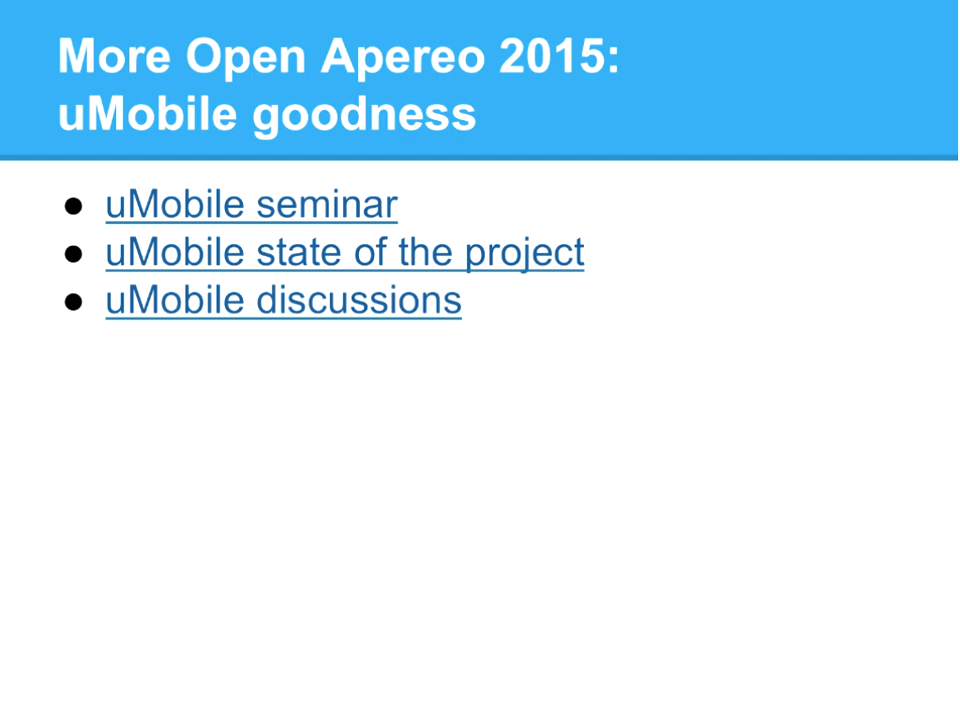 More Open Apereo 2015:
uMobile goodness
● uMobile seminar
● uMobile state of the project
● uMobile discussions